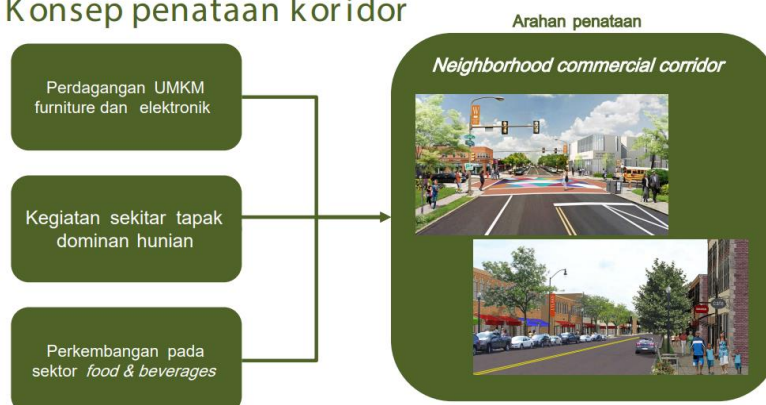 Konsep penataan koridor
Arahan penataan
Perdagangan UMKM
furniture dan elektronik
Kegiatan sekitar tapak
dominan hunian
Perkembangan pada
sektor food & beverages
Neighborhood commercial corridor